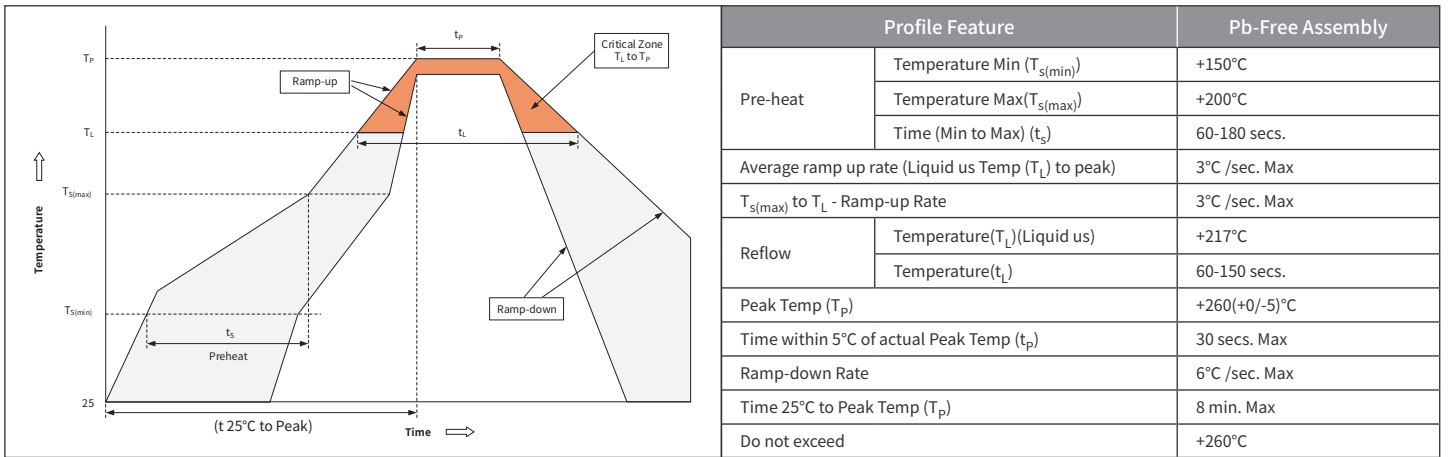 tP
Critical Zone
TL to TP
TP
Ramp-up
TL
tL
TS(max)
Temperature
TS(min)
Ramp-down
tS
Preheat
25
(t 25°C to Peak)
Time
Profile Feature Pb-Free Assembly
Pre-heat
Temperature Min (Ts(min)) +150°C
Temperature Max(Ts(max)) +200°C
Time (Min to Max) (ts) 60-180 secs.
Average ramp up rate (Liquid us Temp (TL) to peak) 3°C /sec. Max
Ts(max) to TL - Ramp-up Rate 3°C /sec. Max
Reflow
Temperature(TL)(Liquid us) +217°C
Temperature(tL) 60-150 secs.
Peak Temp (TP) +260(+0/-5)°C
Time within 5°C of actual Peak Temp (tP) 30 secs. Max
Ramp-down Rate 6°C /sec. Max
Time 25°C to Peak Temp (TP) 8 min. Max
Do not exceed +260°C